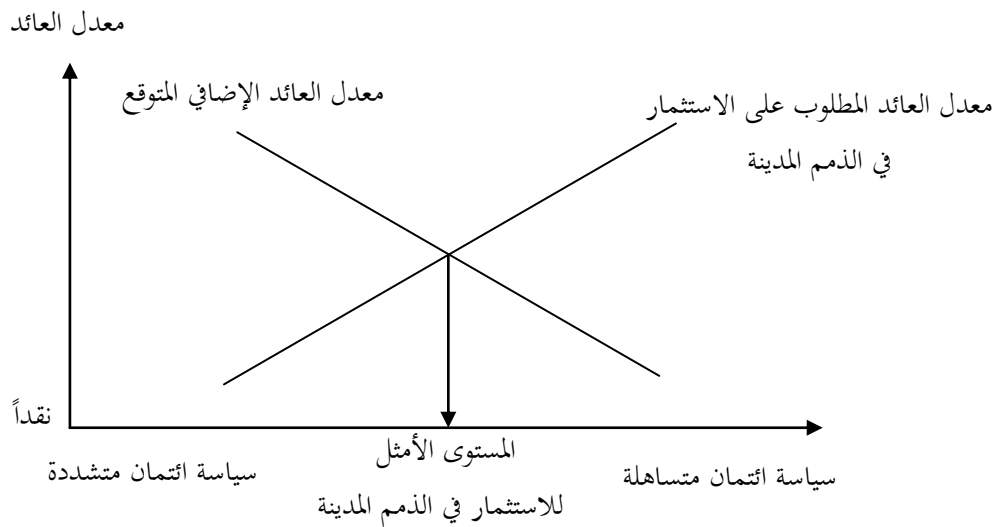 معدل العائد
معدل العائد الإضافي المتوقع
معدل العائد المطلوب على الاستثمار
في الذمم المدينة
نقداً
المستوى الأمثل
للاستثمار في الذمم المدينة
سياسة ائتمان متساهلة
سياسة ائتمان متشددة